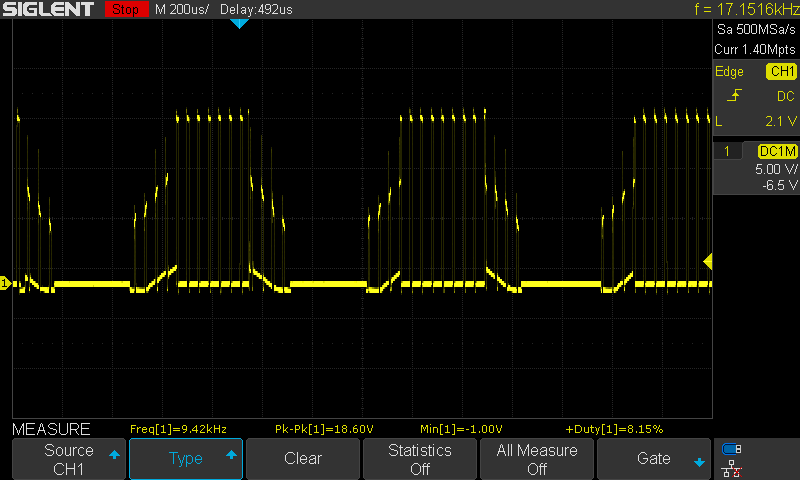 SIGLENT Stop M 200us/ Delay:492us f = 17.1516kHz
Sa 500MSa/s
Curr 1.40Mpts
Edge CH1
DC
L 2.1 V
1 DC1M
5.00 V/
-6.5 V
1
MEASURE Freq[1]=9.42kHz Pk-Pk[1]=18.60V Min[1]=-1.00V +Duty[1]=8.15%
Source
CH1
Type
Clear
Statistics
Off
All Measure
Off
Gate